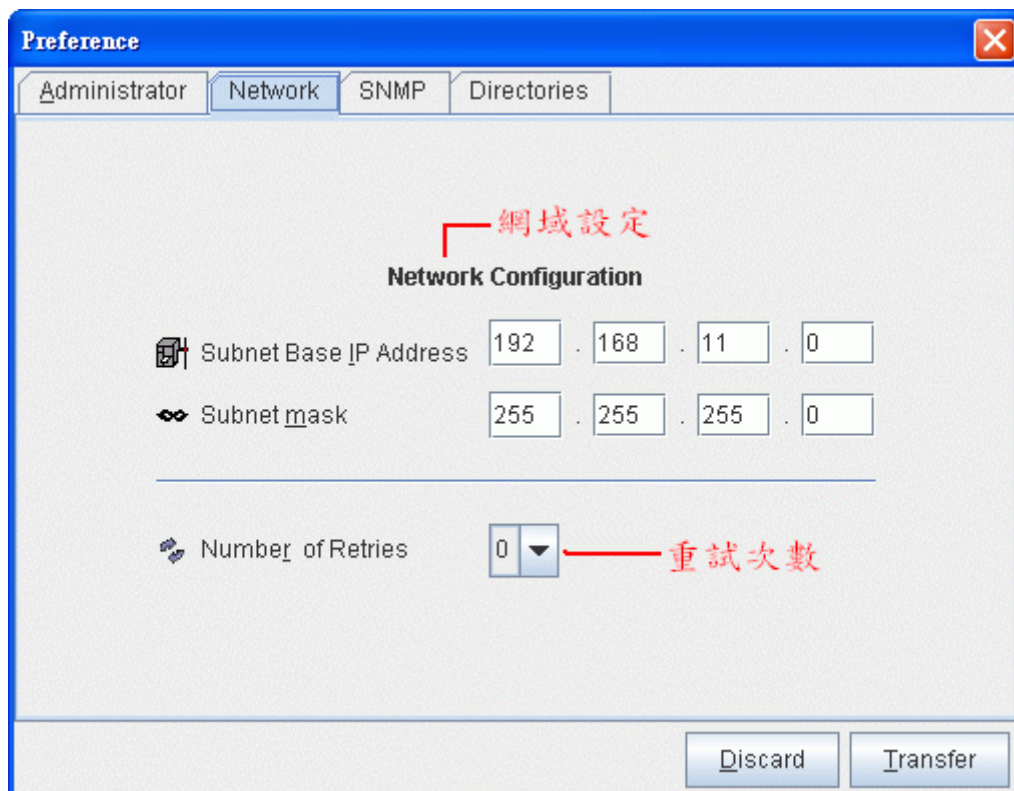 Preference
Administrator Network SNMP Directories
網域設定
Network Configuration
Subnet Base IP Address 192 . 168 . 11 . 0
Subnet mask 255 . 255 . 255 . 0
Number of Retries 0 重試次數
Discard Transfer